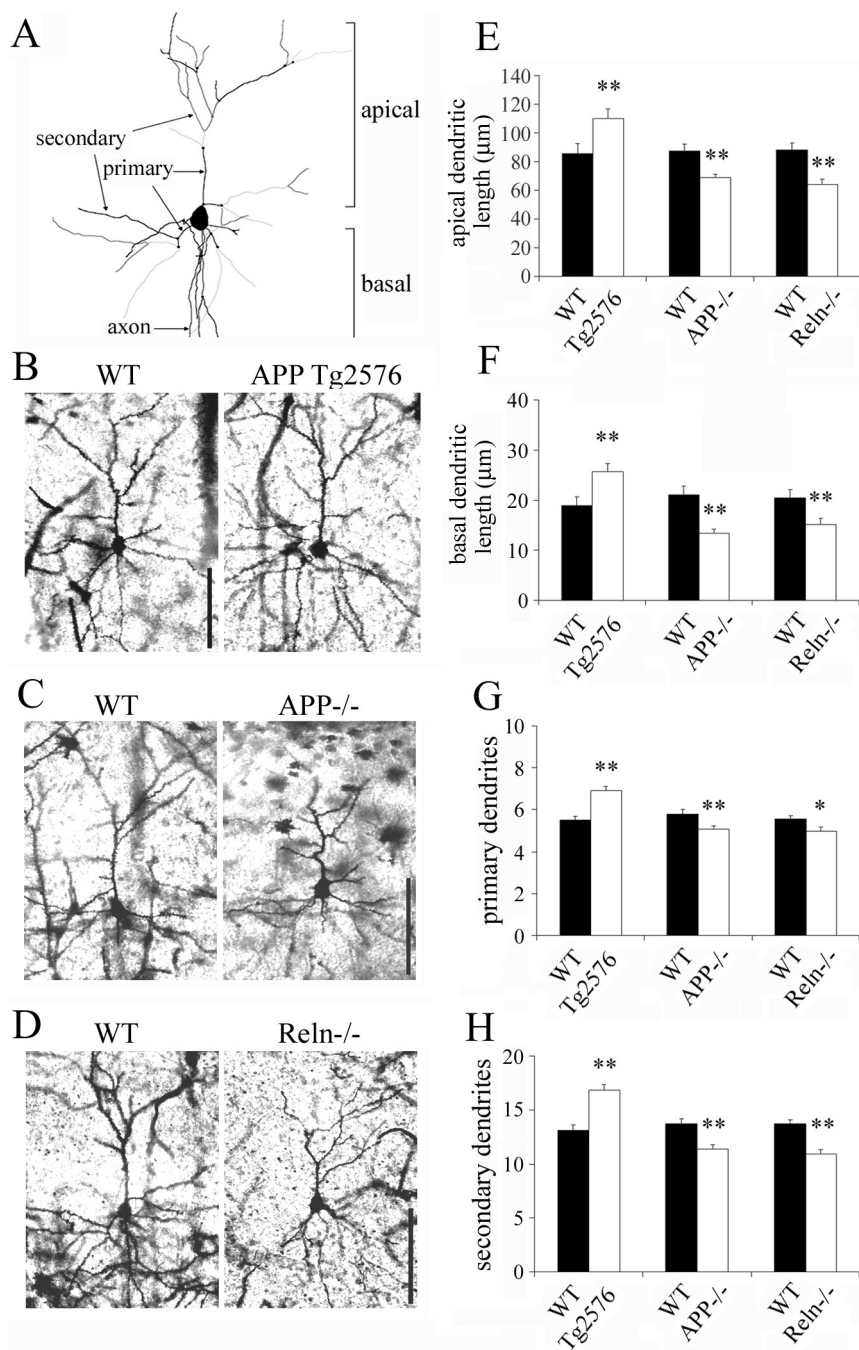 A
apical
secondary
primary
basal
axon
B
WT
APP Tg2576
C
WT
APP-/-
D
WT
Reln-/-
E
apical dendritic
length (µm)
140
120
100
80
60
40
20
0
**
**
**
WT
Tg2576
WT
APP-/-
WT
Reln-/-
F
basal dendritic
length (µm)
40
30
20
10
0
**
**
**
WT
Tg2576
WT
APP-/-
WT
Reln-/-
G
primary dendrites
10
8
6
4
2
0
**
**
*
WT
Tg2576
WT
APP-/-
WT
Reln-/-
H
secondary dendrites
20
15
10
5
0
**
**
**
WT
Tg2576
WT
APP-/-
WT
Reln-/-